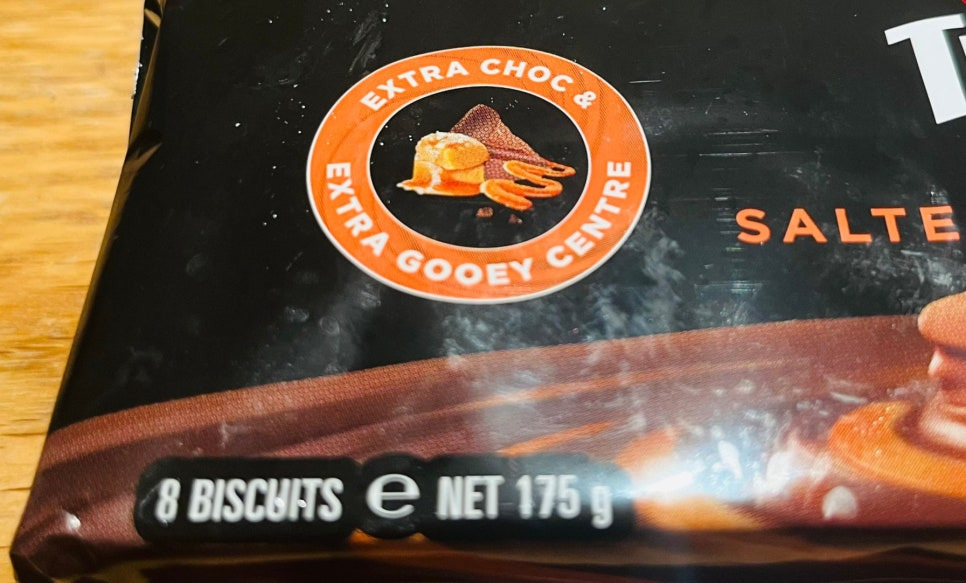 EXTRA CHOC &
EXTRA GOOEY CENTRE
SALTE
8 BISCUITS e NET 175 g